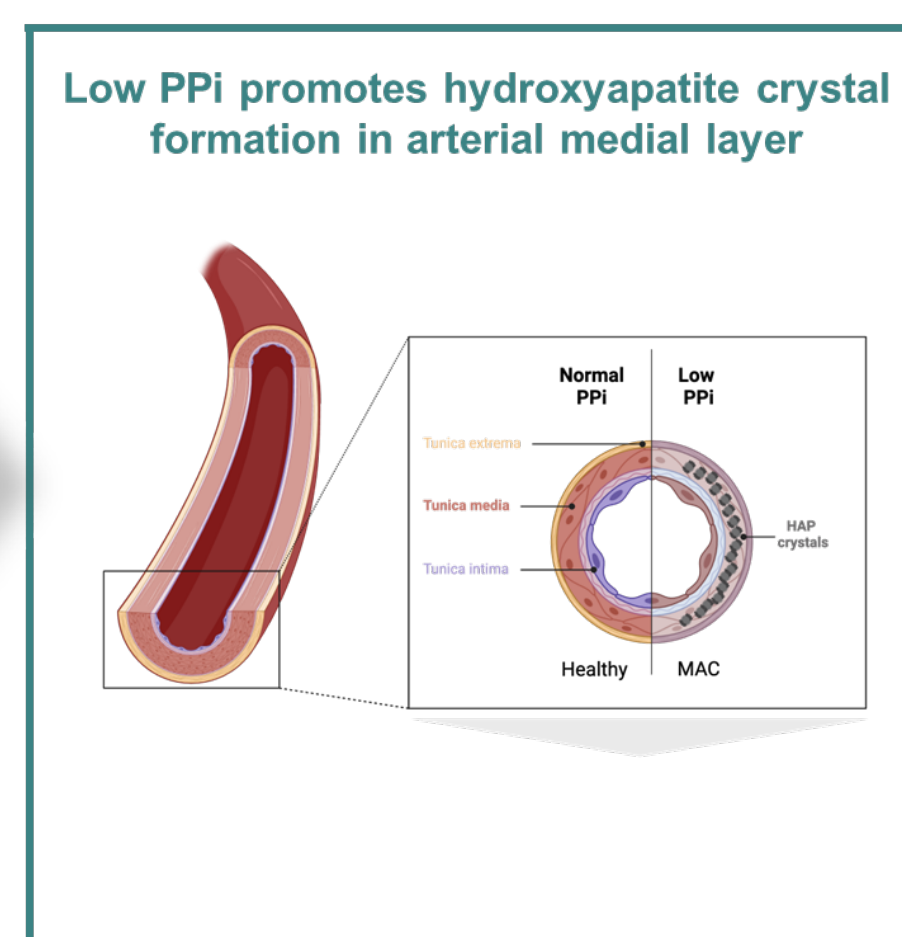 Low PPi promotes hydroxyapatite crystal
formation in arterial medial layer
Normal
PPi
Low
PPi
Tunica extrema
Tunica media
Tunica intima
HAP
crystals
Healthy
MAC